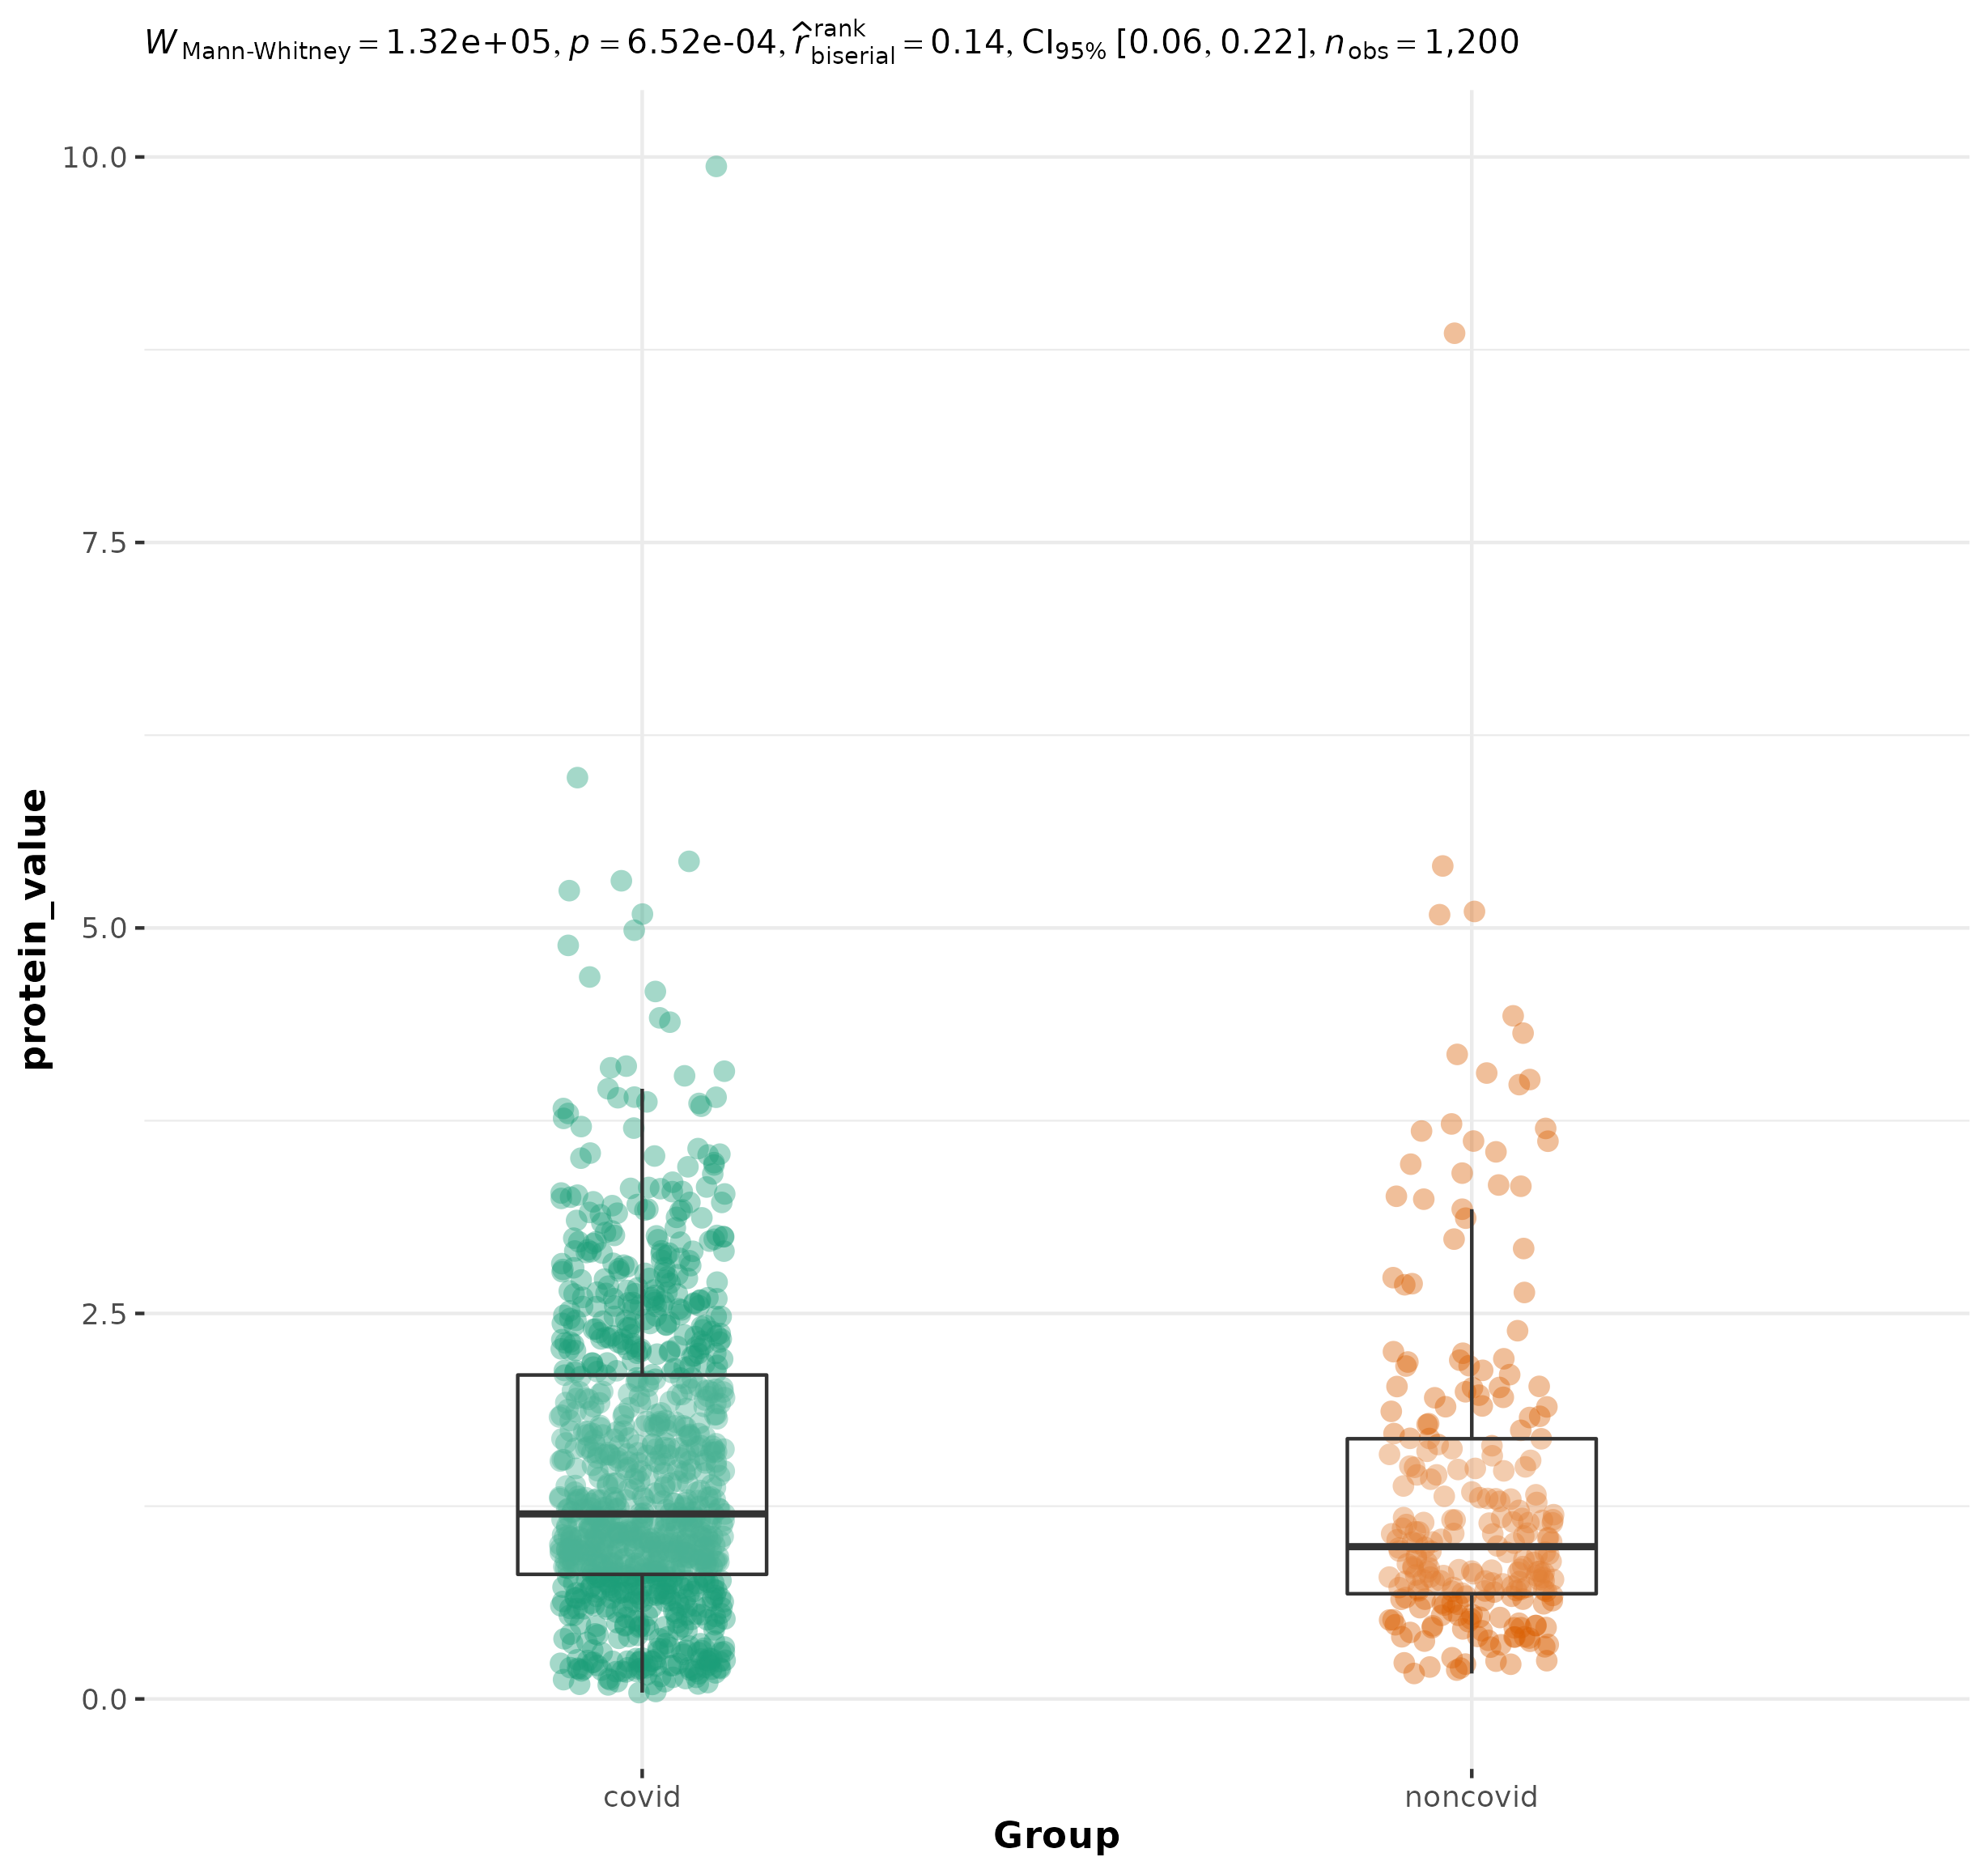 W Mann-Whitney = 1.32e+05, p = 6.52e-04, r̂ rank biserial = 0.14, CI95% [0.06, 0.22], nobs = 1,200
10.0
7.5
5.0
2.5
0.0
protein_value
covid noncovid
Group